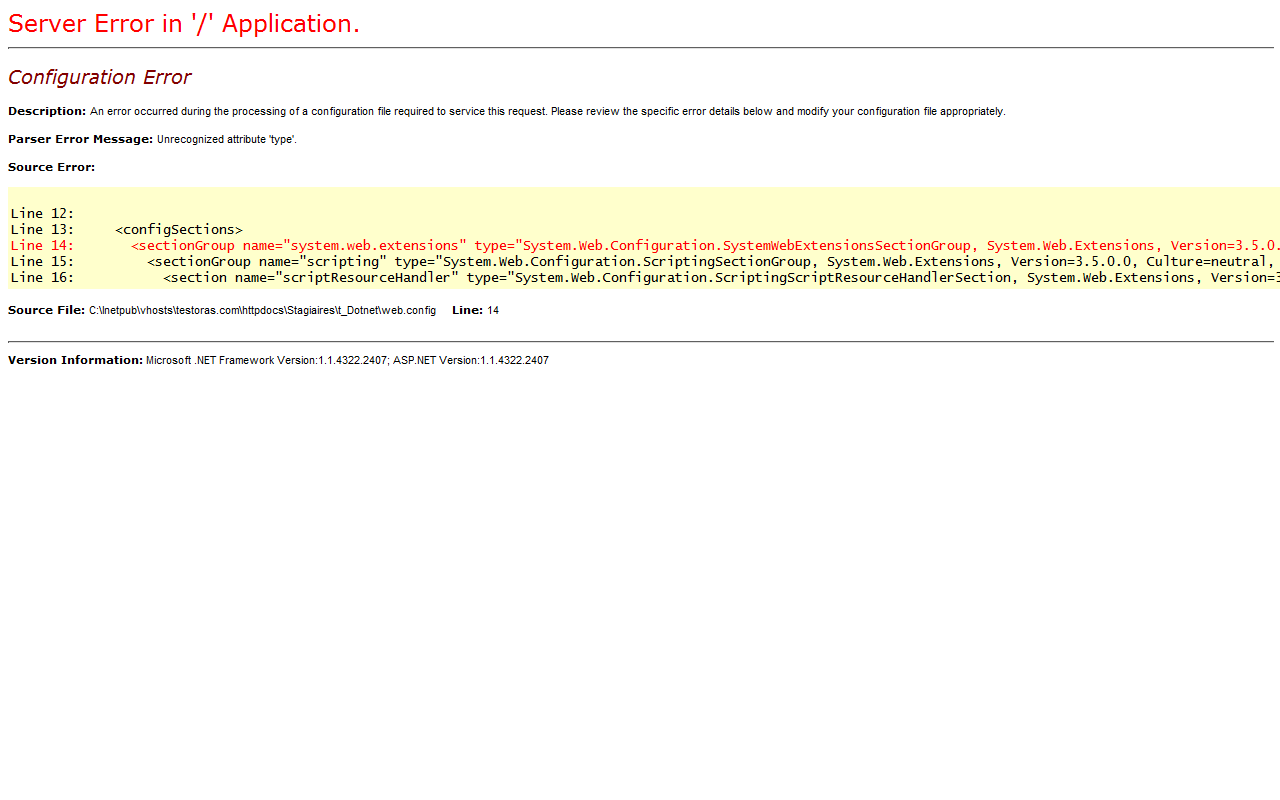 Server Error in '/' Application.
Configuration Error
Description: An error occurred during the processing of a configuration file required to service this request. Please review the specific error details below and modify your configuration file appropriately.
Parser Error Message: Unrecognized attribute 'type'.
Source Error:
Line 12:
Line 13:     <configSections>
Line 14:       <sectionGroup name="system.web.extensions" type="System.Web.Configuration.SystemWebExtensionsSectionGroup, System.Web.Extensions, Version=3.5.0.
Line 15:         <sectionGroup name="scripting" type="System.Web.Configuration.ScriptingSectionGroup, System.Web.Extensions, Version=3.5.0.0, Culture=neutral,
Line 16:           <section name="scriptResourceHandler" type="System.Web.Configuration.ScriptingScriptResourceHandlerSection, System.Web.Extensions, Version=3
Source File: C:\Inetpub\vhosts\testoras.com\httpdocs\Stagiaires\t_Dotnet\web.config    Line: 14
Version Information: Microsoft .NET Framework Version:1.1.4322.2407; ASP.NET Version:1.1.4322.2407